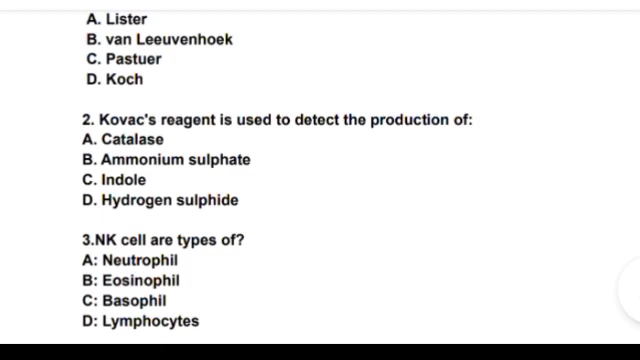 A. Lister
B. van Leeuvenhoek
C. Pastuer
D. Koch
2. Kovac's reagent is used to detect the production of:
A. Catalase
B. Ammonium sulphate
C. Indole
D. Hydrogen sulphide
3.NK cell are types of?
A: Neutrophil
B: Eosinophil
C: Basophil
D: Lymphocytes